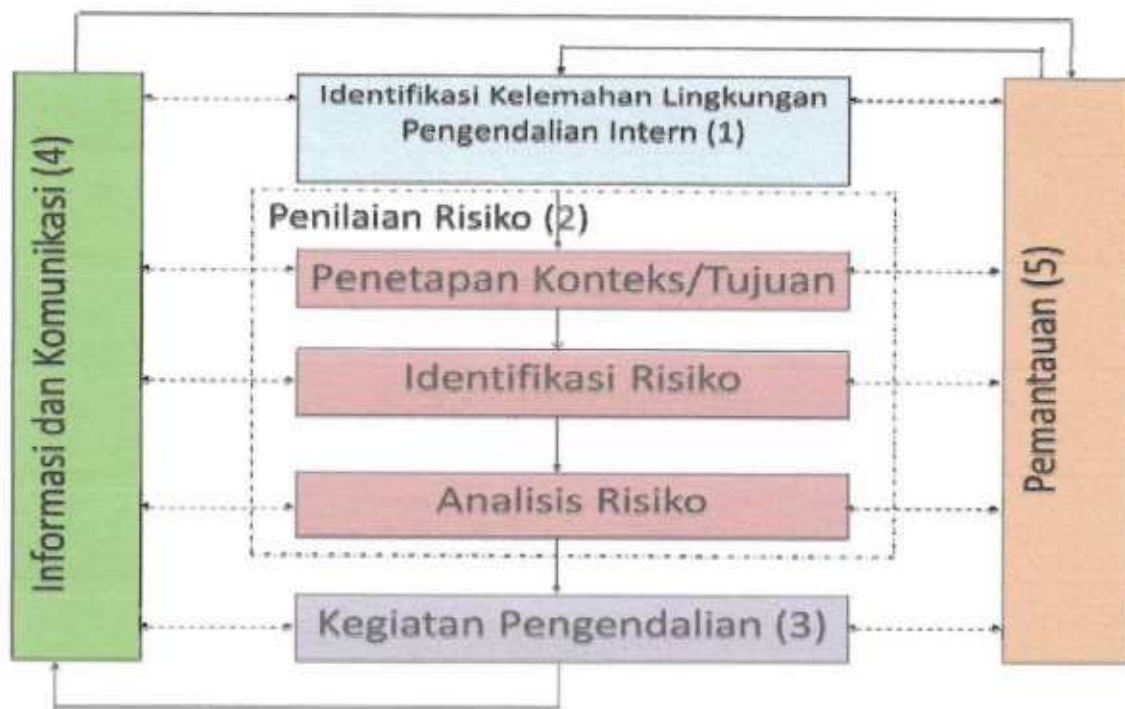 Identifikasi Kelemahan Lingkungan
Pengendalian Intern (1)
Penilaian Risiko (2)
Penetapan Konteks/Tujuan
Identifikasi Risiko
Analisis Risiko
Kegiatan Pengendalian (3)
Informasi dan Komunikasi (4)
Pemantauan (5)